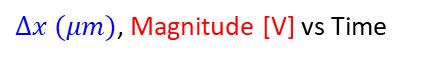 Δx (μm), Magnitude [V] vs Time